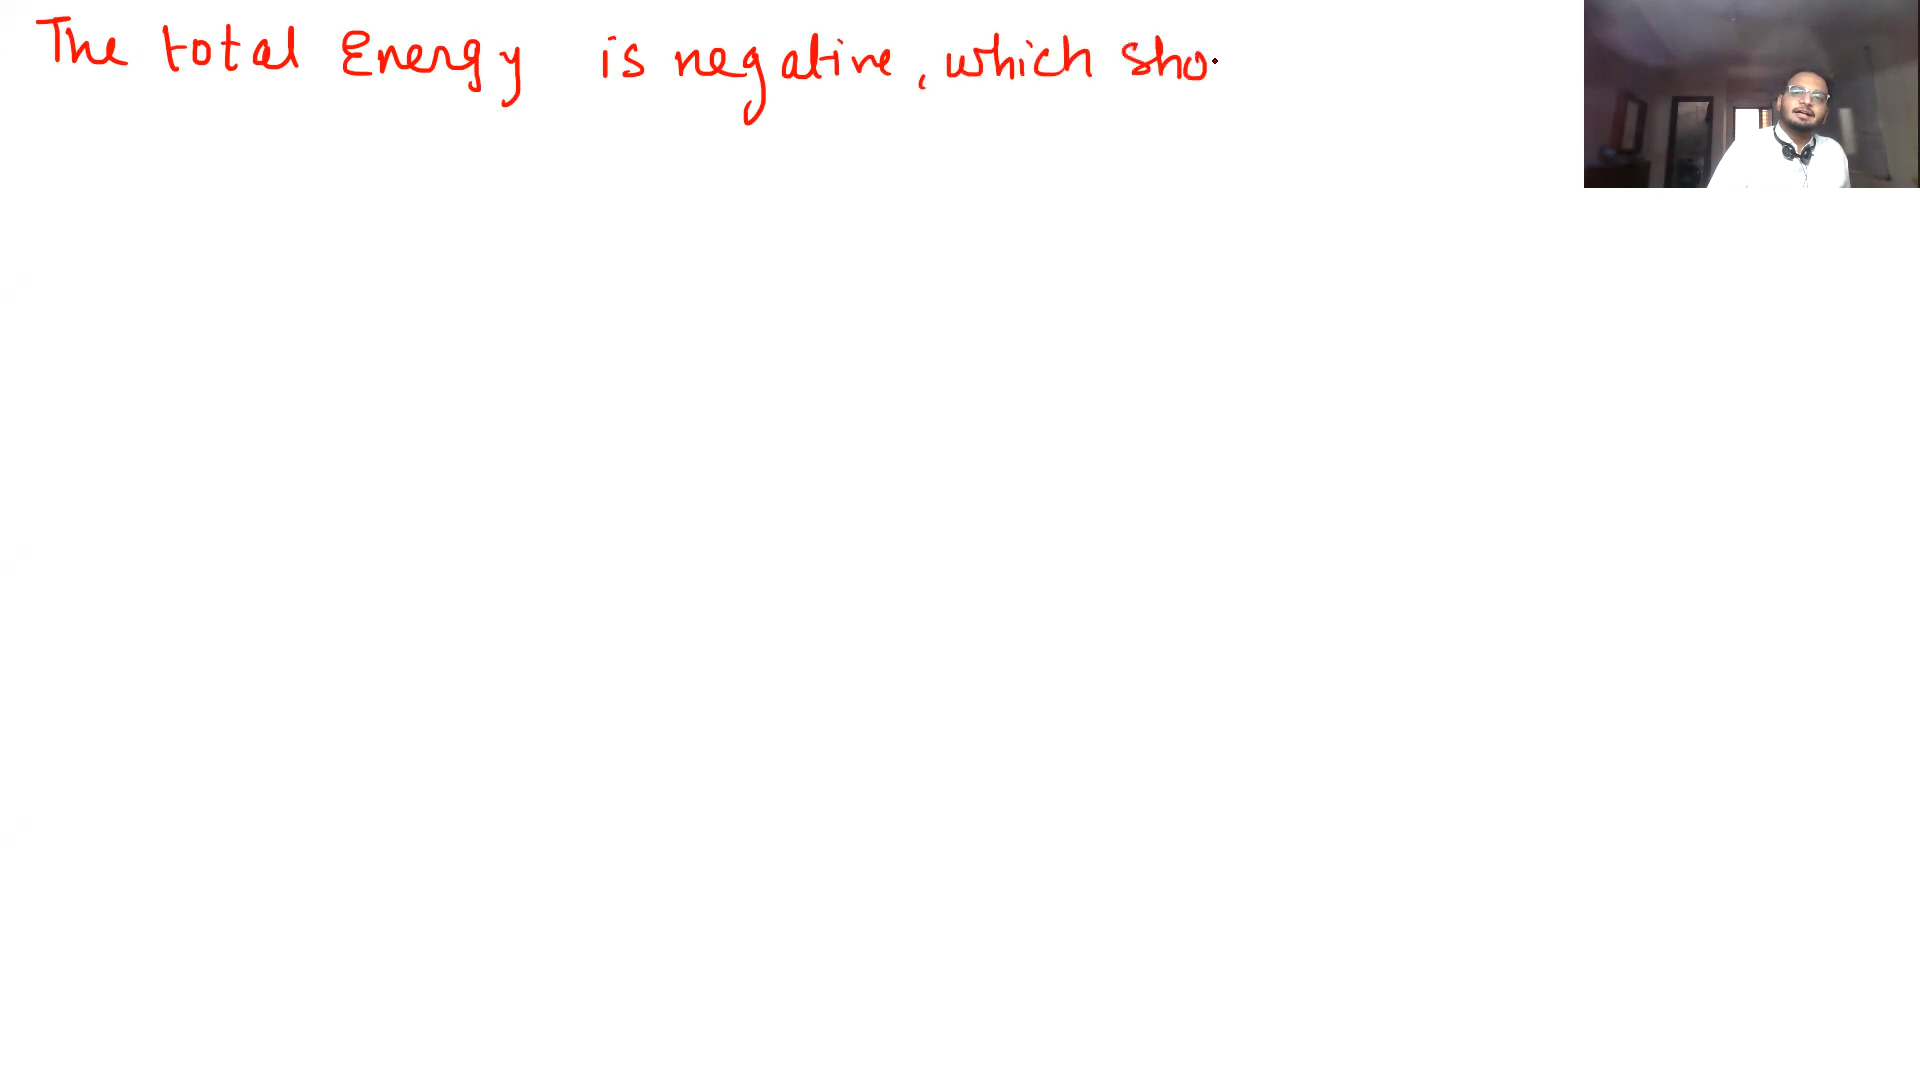 The total Energy is negative, which sho